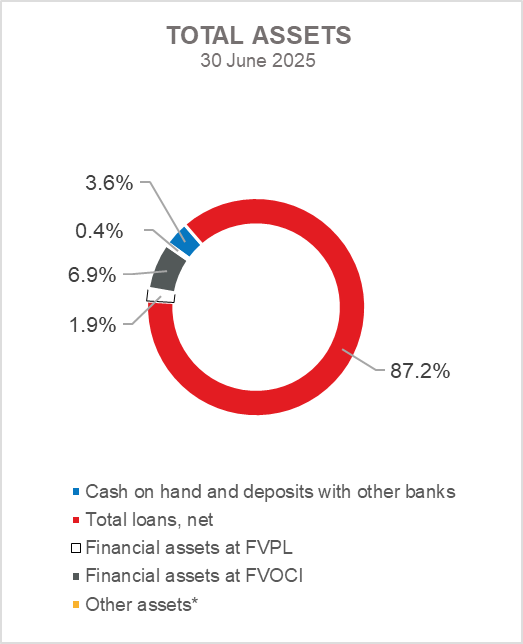 TOTAL ASSETS
30 June 2025
3.6%
0.4%
6.9%
1.9%
87.2%
Cash on hand and deposits with other banks
Total loans, net
Financial assets at FVPL
Financial assets at FVOCI
Other assets*